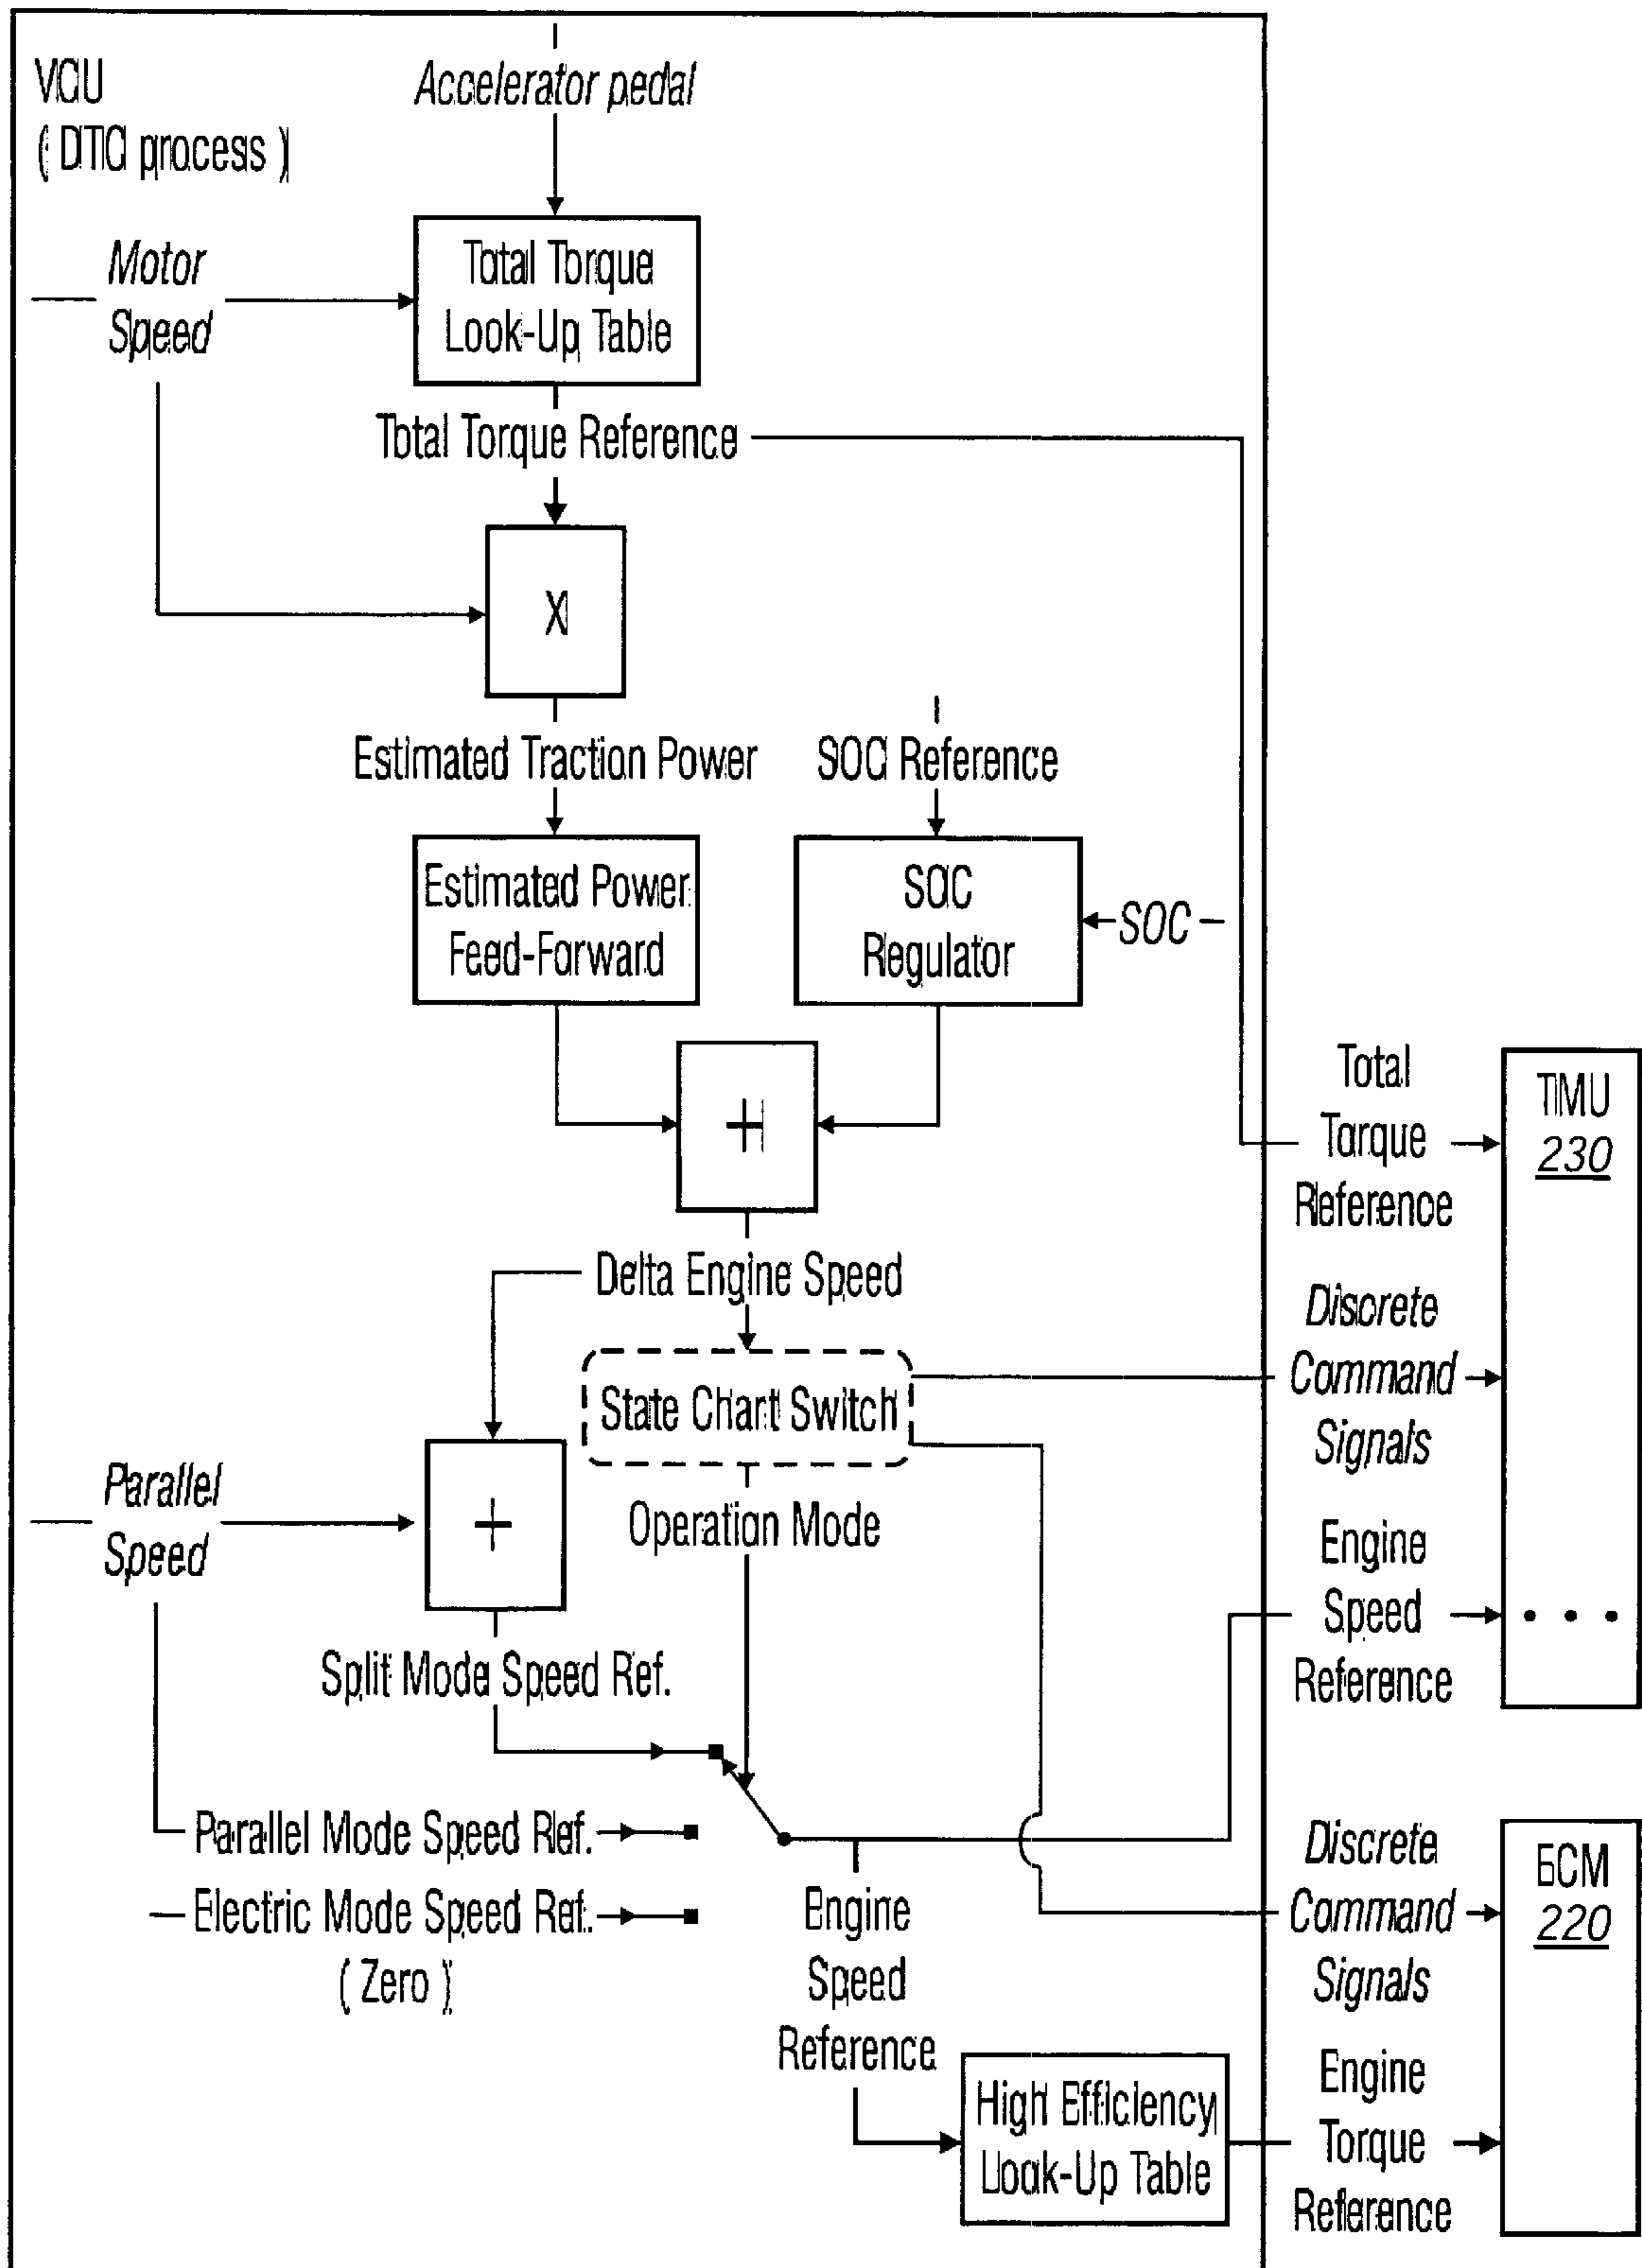 VCU
( DTC process )
Accelerator pedal
Motor
Speed
Total Torque
Look-Up Table
Total Torque Reference
X
Estimated Traction Power
SOC Reference
Estimated Power
Feed-Forward
SOC
Regulator
SOC
+
Delta Engine Speed
State Chart Switch
Parallel
Speed
+
Operation Mode
Split Mode Speed Ref.
Parallel Mode Speed Ref.
Electric Mode Speed Ref.
( Zero )
Engine
Speed
Reference
High Efficiency
Look-Up Table
Total
Torque
Reference
Discrete
Command
Signals
Engine
Speed
Reference
TMU
230
• • •
Discrete
Command
Signals
Engine
Torque
Reference
ECM
220